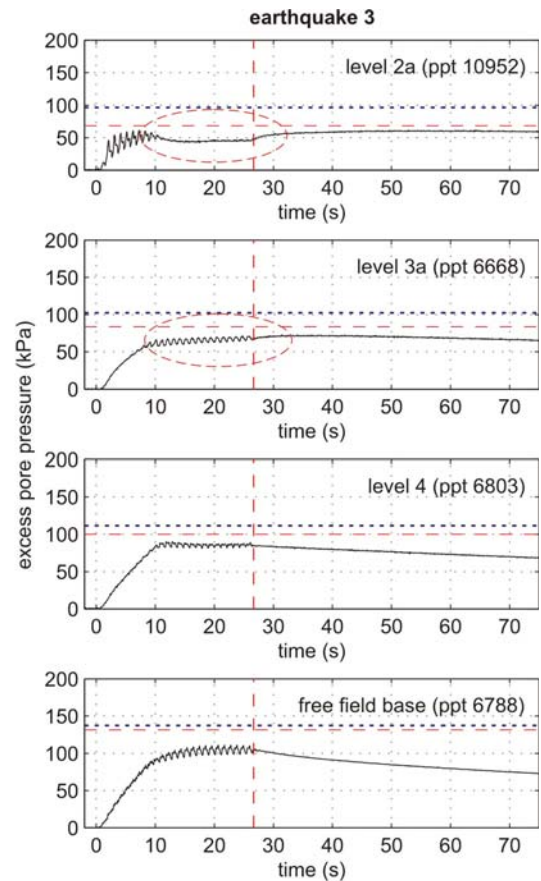 earthquake 3
200
150
100
50
0
level 2a (ppt 10952)
0 10 20 30 40 50 60 70
time (s)
200
150
100
50
0
level 3a (ppt 6668)
0 10 20 30 40 50 60 70
time (s)
excess pore pressure (kPa)
200
150
100
50
0
level 4 (ppt 6803)
0 10 20 30 40 50 60 70
time (s)
200
150
100
50
0
free field base (ppt 6788)
0 10 20 30 40 50 60 70
time (s)